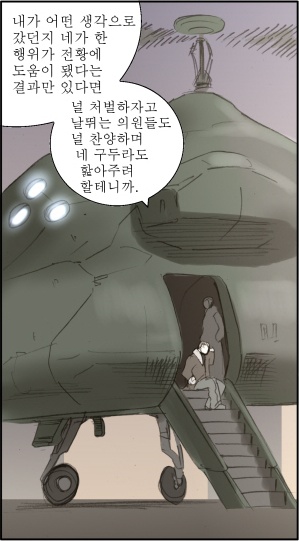 내가 어떤 생각으로
갔던지 네가 한
행위가 전황에
도움이 됐다는
결과만 있다면
널 처벌하자고
날뛰는 의원들도
널 찬양하며
네 구두라도
핥아주려
할테니까.